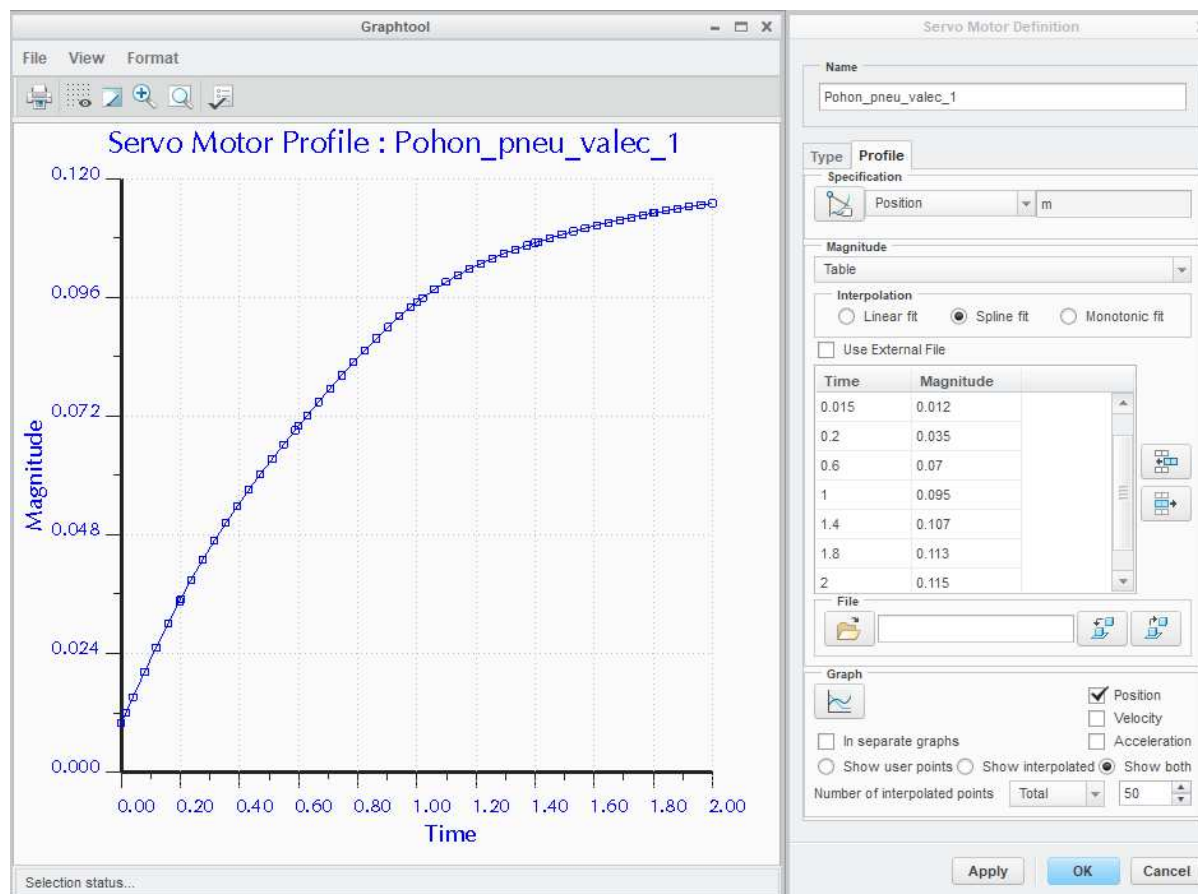 Graphtool
File View Format
Servo Motor Profile : Pohon_pneu_valec_1
0.120
0.096
0.072
0.048
0.024
0.000
Magnitude
0.00 0.20 0.40 0.60 0.80 1.00 1.20 1.40 1.60 1.80 2.00
Time
Selection status...
Servo Motor Definition
Name
Pohon_pneu_valec_1
Type Profile
Specification
Position m
Magnitude
Table
Interpolation
Linear fit Spline fit Monotonic fit
Use External File
Time Magnitude
0.015 0.012
0.2 0.035
0.6 0.07
1 0.095
1.4 0.107
1.8 0.113
2 0.115
File
Graph
Position
Velocity
In separate graphs Acceleration
Show user points Show interpolated Show both
Number of interpolated points Total 50
Apply OK Cancel